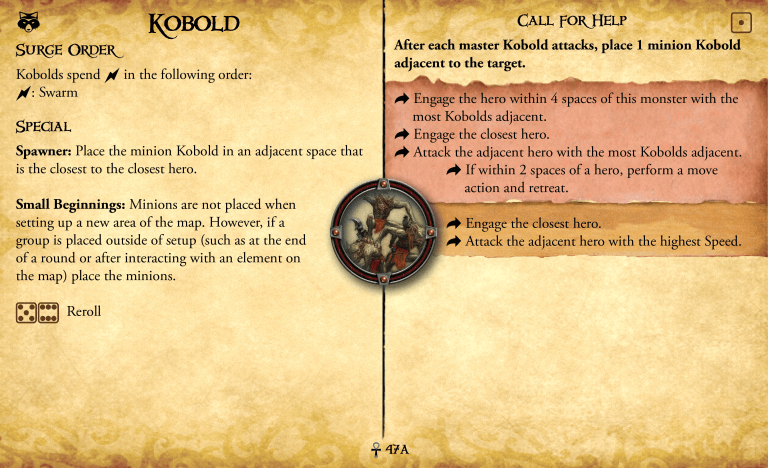 KOBOLD
SURGE ORDER
Kobolds spend in the following order:
: Swarm
SPECIAL
Spawner: Place the minion Kobold in an adjacent space that
is the closest to the closest hero.
Small Beginnings: Minions are not placed when
setting up a new area of the map. However, if a
group is placed outside of setup (such as at the end
of a round or after interacting with an element on
the map) place the minions.
Reroll
CALL FOR HELP
After each master Kobold attacks, place 1 minion Kobold
adjacent to the target.
Engage the hero within 4 spaces of this monster with the
most Kobolds adjacent.
Engage the closest hero.
Attack the adjacent hero with the most Kobolds adjacent.
If within 2 spaces of a hero, perform a move
action and retreat.
Engage the closest hero.
Attack the adjacent hero with the highest Speed.
47A